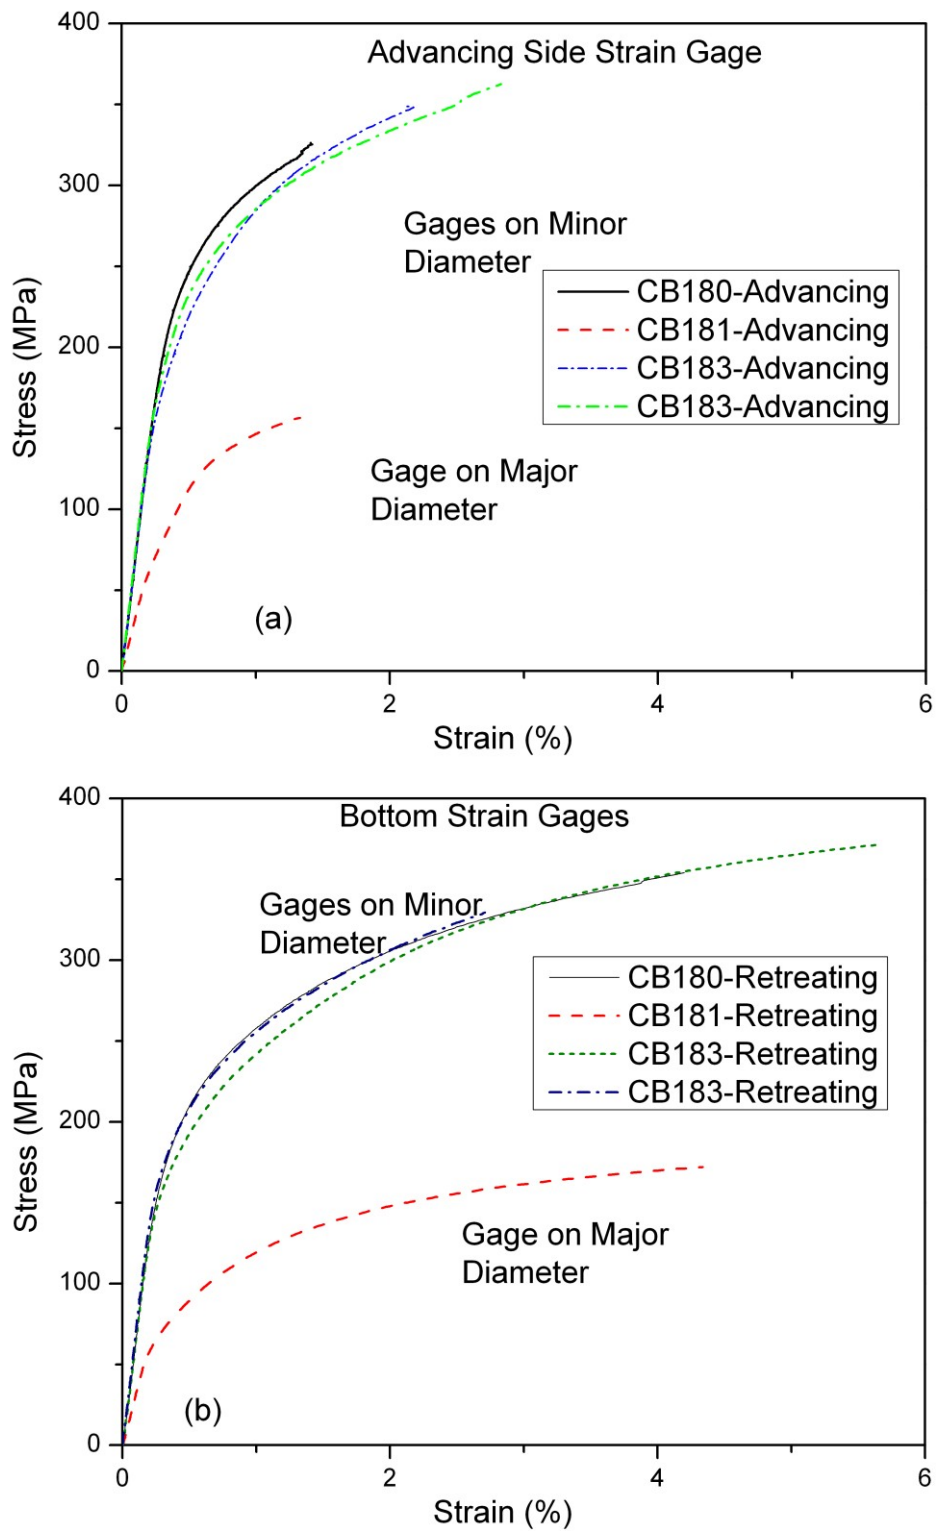 400
Advancing Side Strain Gage
300
Gages on Minor
Diameter
CB180-Advancing
CB181-Advancing
CB183-Advancing
CB183-Advancing
200
Stress (MPa)
Gage on Major
Diameter
100
(a)
0
0 2 4 6
Strain (%)
400
Bottom Strain Gages
Gages on Minor
Diameter
300
CB180-Retreating
CB181-Retreating
CB183-Retreating
CB183-Retreating
200
Stress (MPa)
Gage on Major
Diameter
100
(b)
0
0 2 4 6
Strain (%)